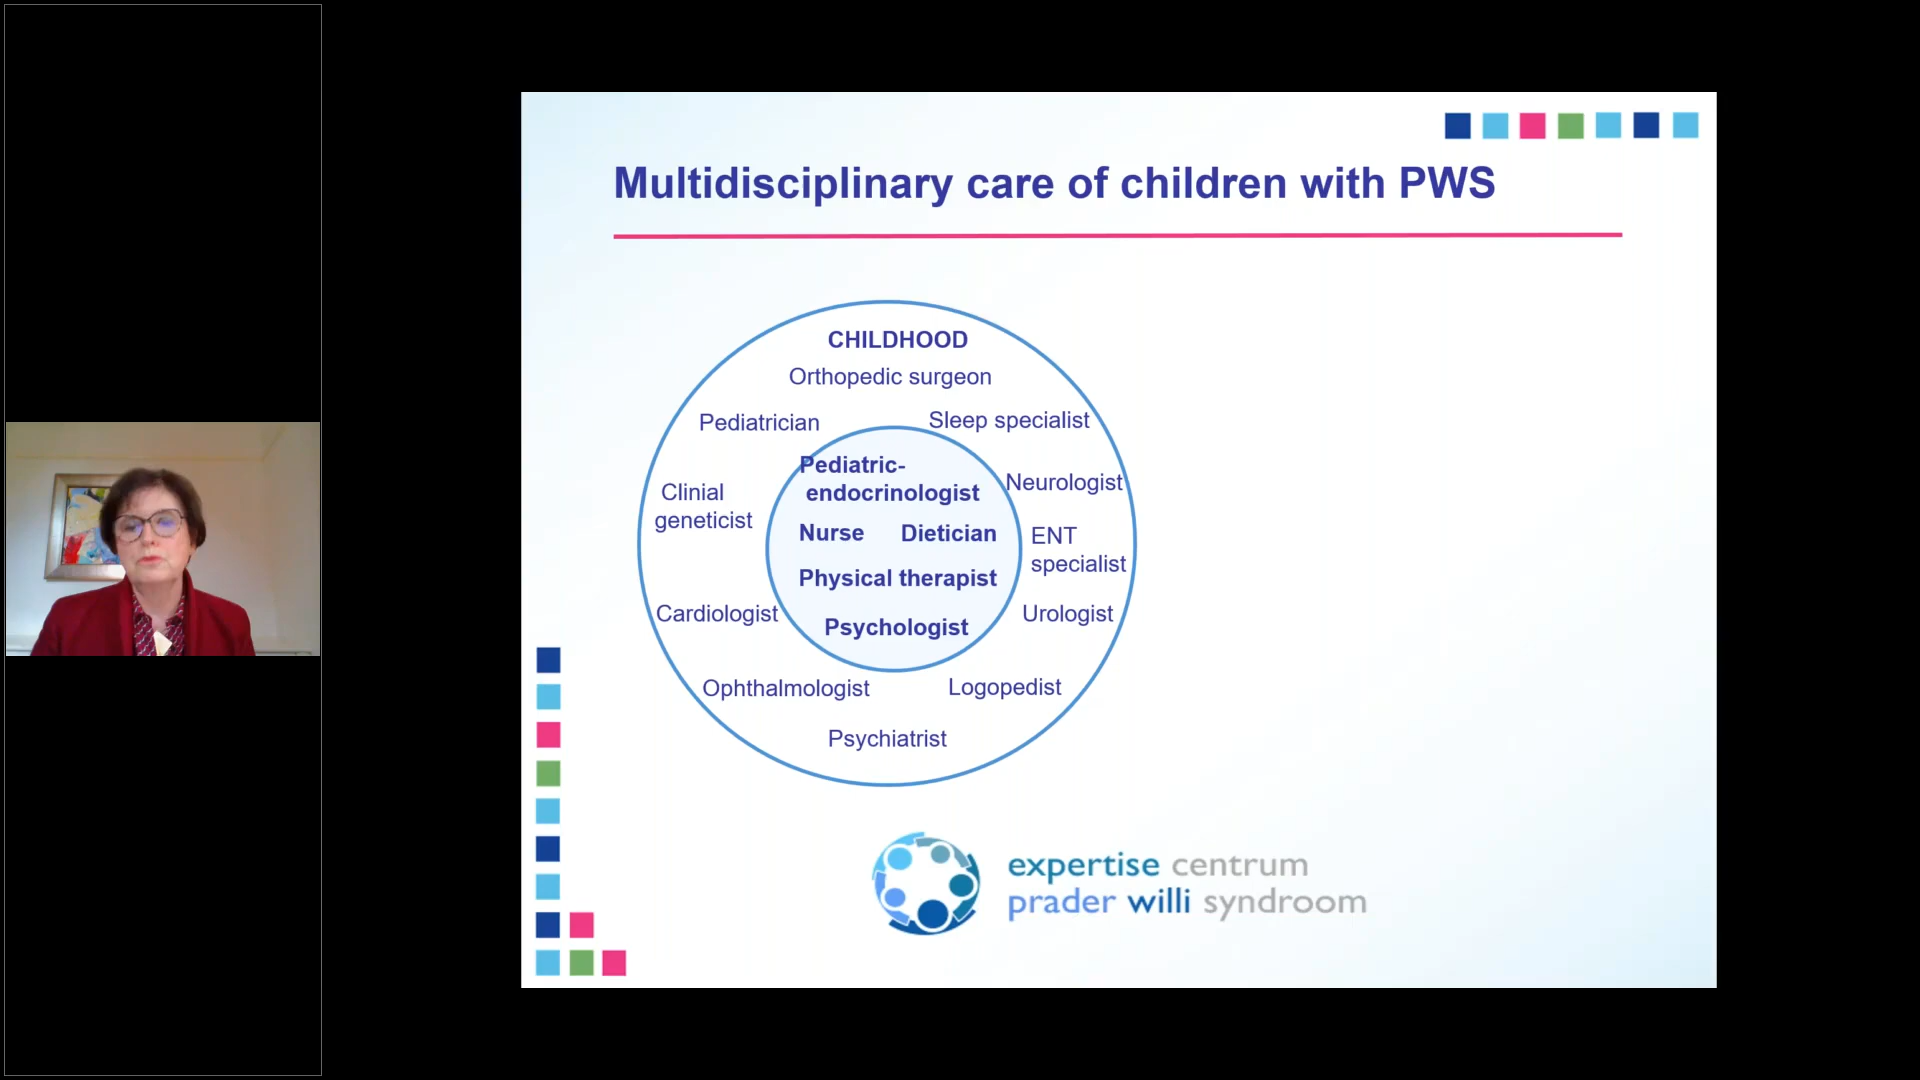 Multidisciplinary care of children with PWS
CHILDHOOD
Orthopedic surgeon
Pediatrician
Sleep specialist
Pediatric-
endocrinologist
Neurologist
Clinial
geneticist
Nurse
Dietician
ENT
specialist
Physical therapist
Cardiologist
Urologist
Psychologist
Ophthalmologist
Logopedist
Psychiatrist
expertise centrum
prader willi syndroom